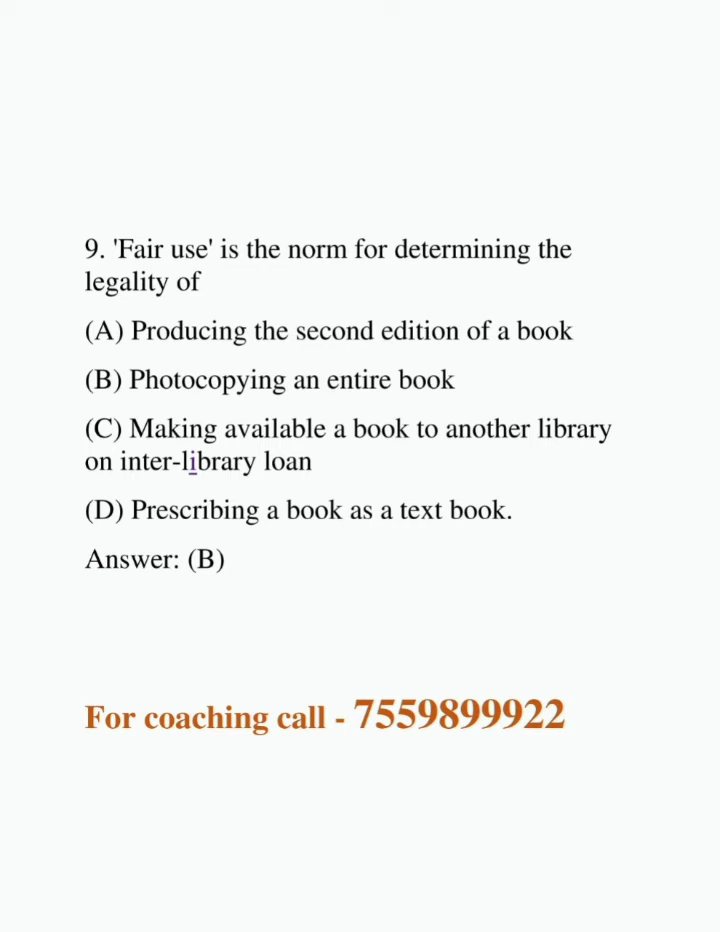 9. 'Fair use' is the norm for determining the
legality of
(A) Producing the second edition of a book
(B) Photocopying an entire book
(C) Making available a book to another library
on inter-library loan
(D) Prescribing a book as a text book.
Answer: (B)
For coaching call - 7559899922